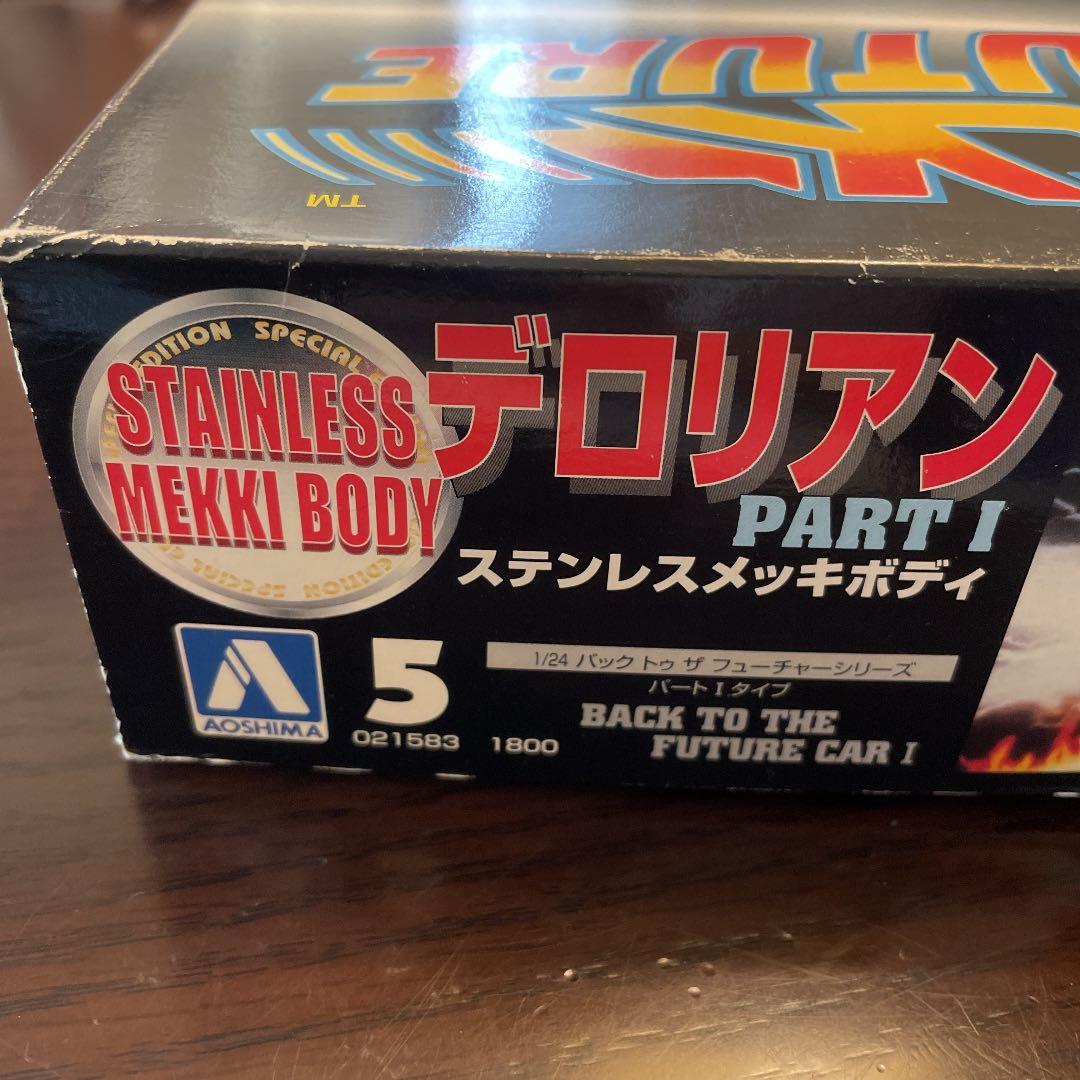 UTURE
TM
EDITION SPECIAL
STAINLESS
MEKKI BODY
EDITION SPECIAL
デロリアン
PART I
ステンレスメッキボディ
AOSHIMA
5
021583 1800
1/24 バック トゥ ザ フューチャーシリーズ
パートIタイプ
BACK TO THE
FUTURE CAR I